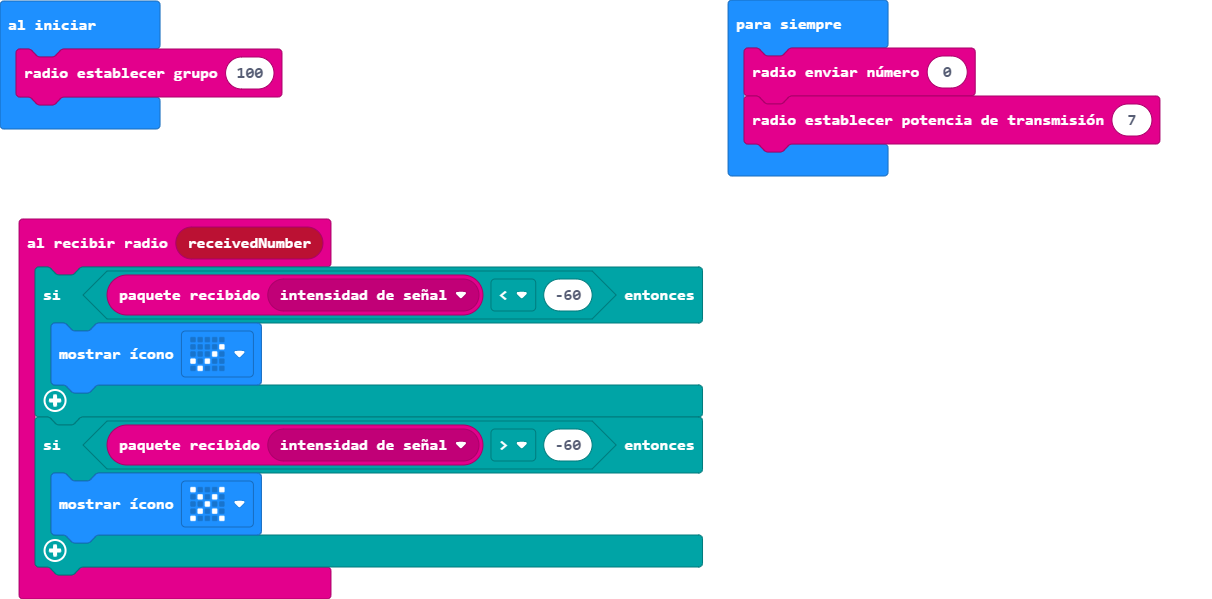 al iniciar
radio establecer grupo 100
para siempre
radio enviar número 0
radio establecer potencia de transmisión 7
al recibir radio receivedNumber
si paquete recibido intensidad de señal < -60 entonces
mostrar ícono
si paquete recibido intensidad de señal > -60 entonces
mostrar ícono